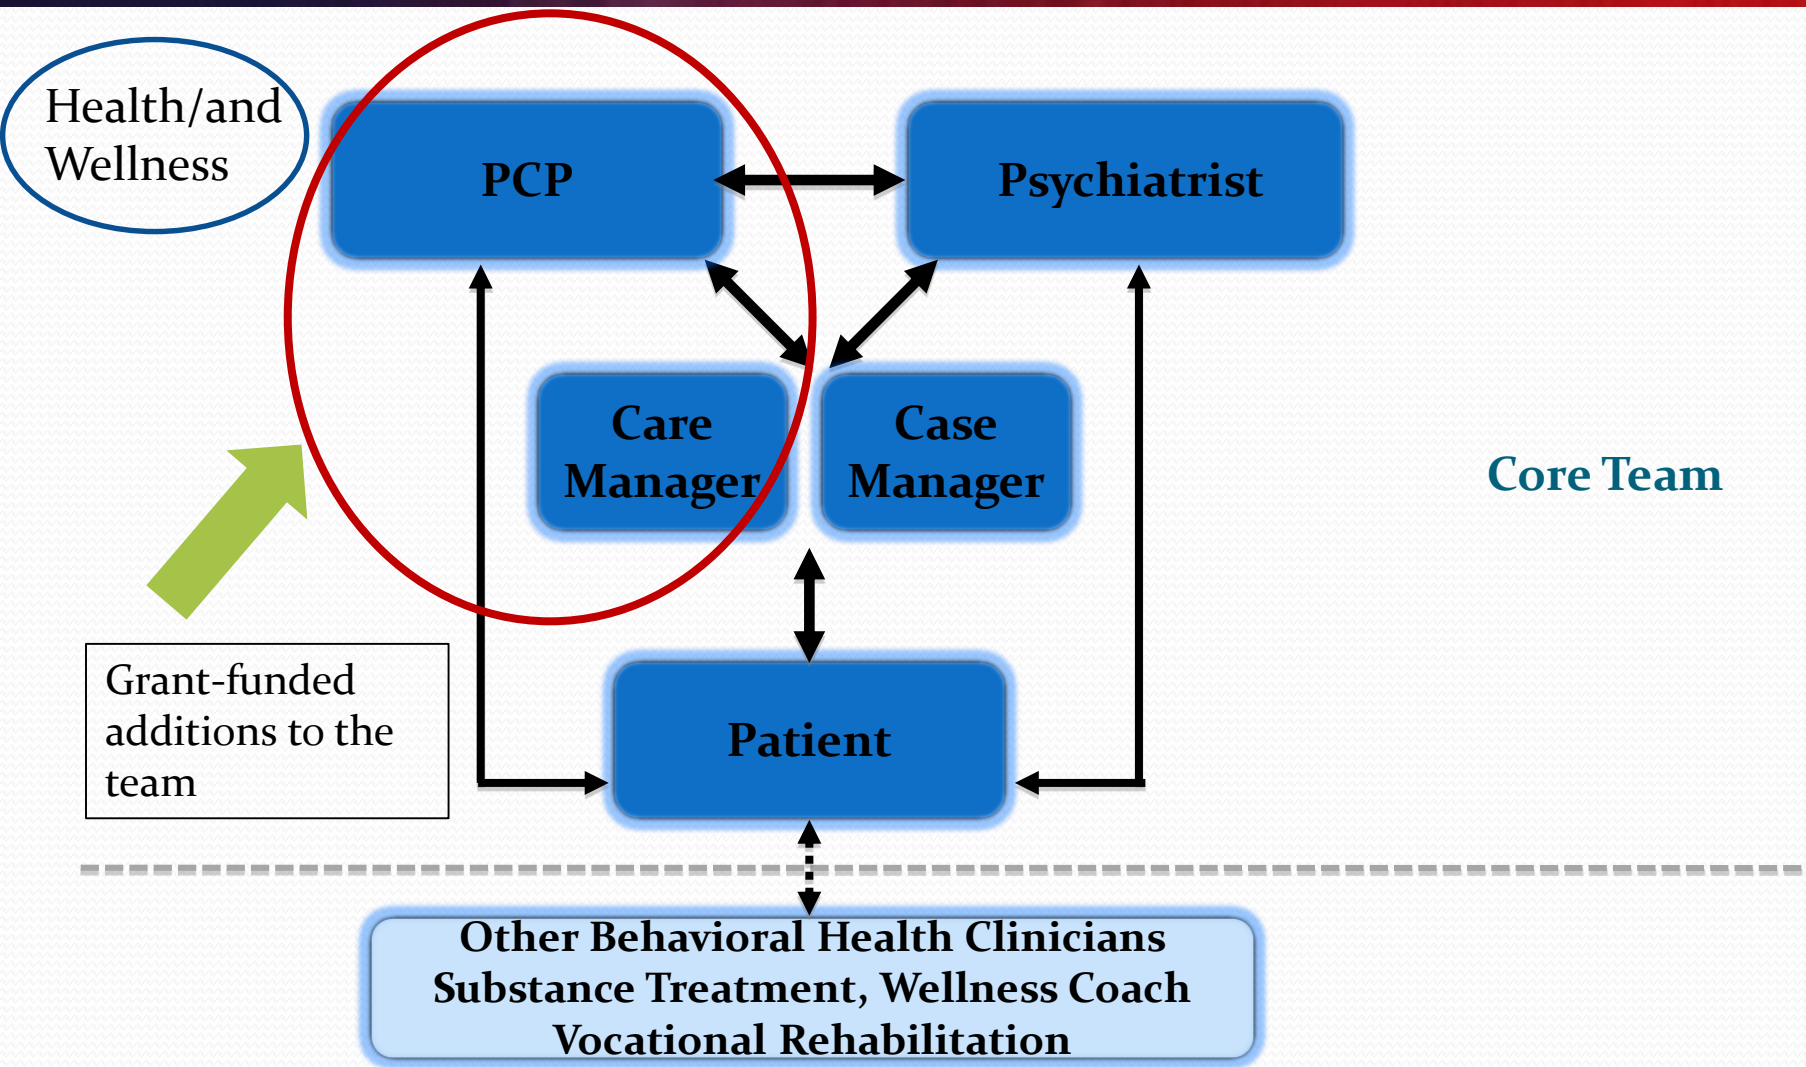 Health/and
Wellness
PCP
Psychiatrist
Care
Manager
Case
Manager
Core Team
Grant-funded
additions to the
team
Patient
Other Behavioral Health Clinicians
Substance Treatment, Wellness Coach
Vocational Rehabilitation